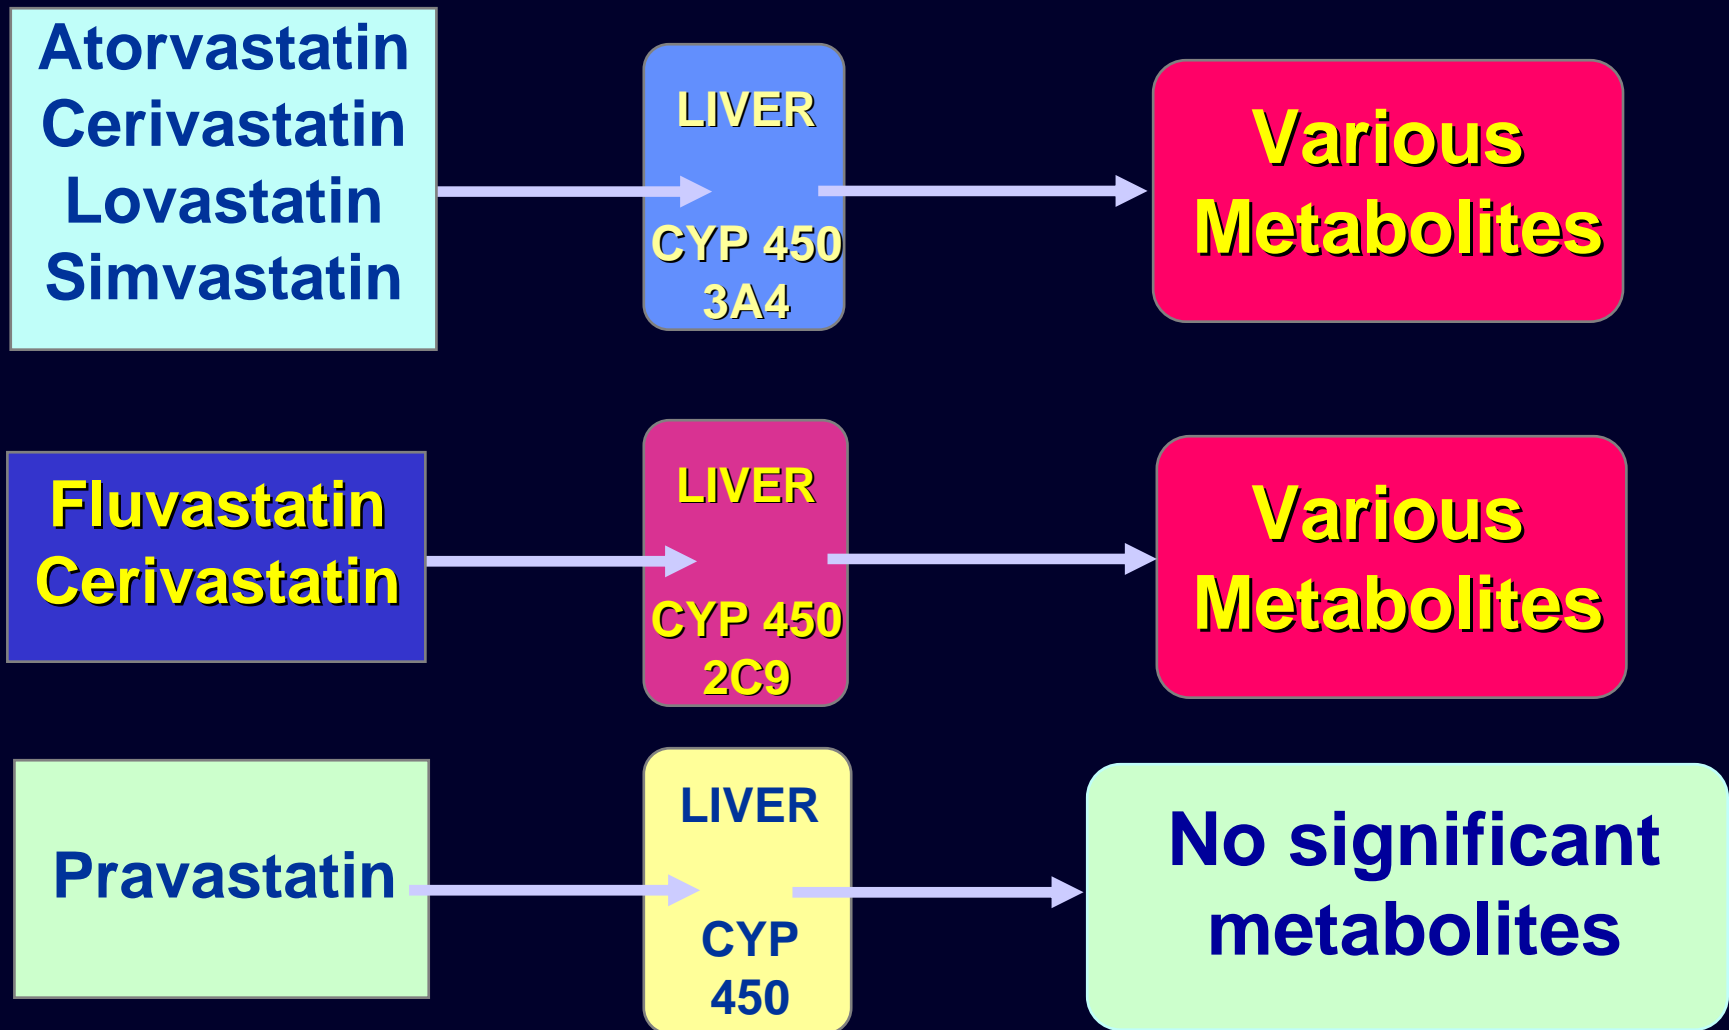 Atorvastatin
Cerivastatin
Lovastatin
Simvastatin
LIVER
CYP 450
3A4
Various
Metabolites
Fluvastatin
Cerivastatin
LIVER
CYP 450
2C9
Various
Metabolites
Pravastatin
LIVER
CYP
450
No significant
metabolites